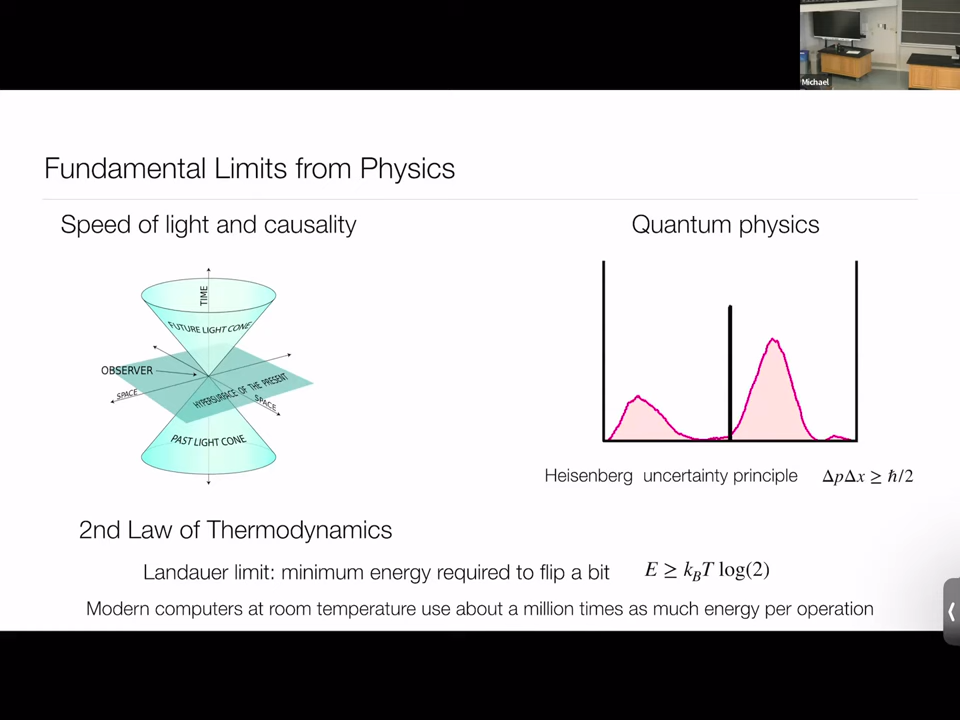 Michael
Fundamental Limits from Physics
Speed of light and causality
TIME
FUTURE LIGHT CONE
OBSERVER
SPACE
HYPERSURFACE OF THE PRESENT
SPACE
PAST LIGHT CONE
Quantum physics
Heisenberg uncertainty principle ΔpΔx ≥ ℏ/2
2nd Law of Thermodynamics
Landauer limit: minimum energy required to flip a bit E ≥ k_BT log(2)
Modern computers at room temperature use about a million times as much energy per operation